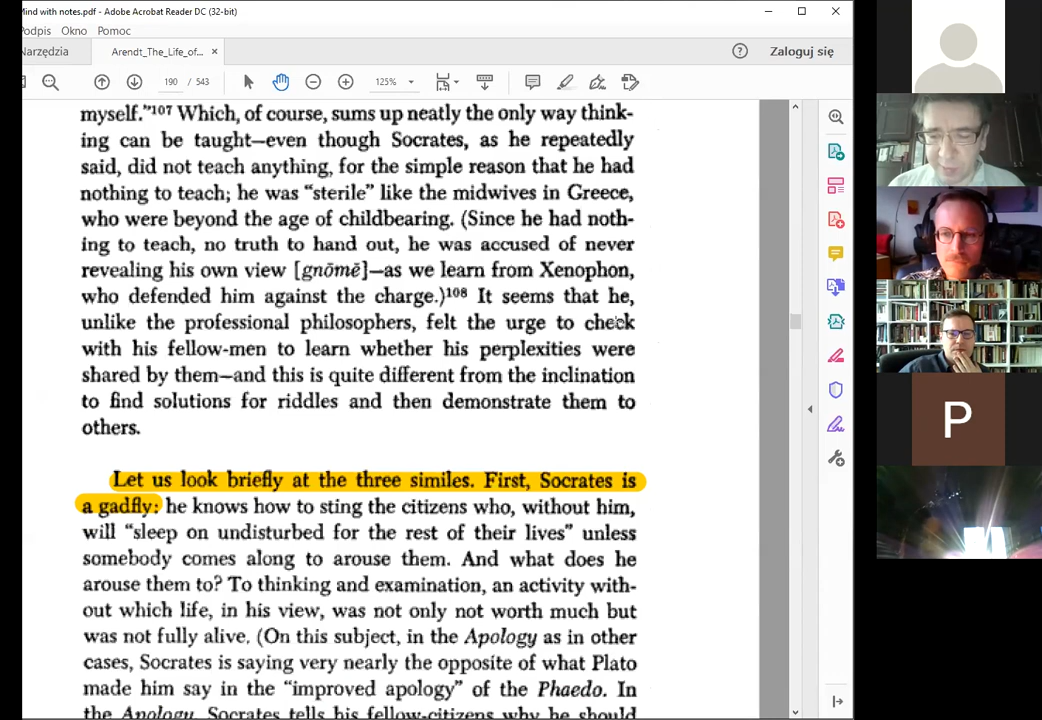 Mind with notes.pdf - Adobe Acrobat Reader DC (32-bit)
Podpis Okno Pomoc
Narzędzia Arendt_The_Life_of... × Zaloguj się
190 / 543 125%
myself."107 Which, of course, sums up neatly the only way think-
ing can be taught—even though Socrates, as he repeatedly
said, did not teach anything, for the simple reason that he had
nothing to teach; he was "sterile" like the midwives in Greece,
who were beyond the age of childbearing. (Since he had noth-
ing to teach, no truth to hand out, he was accused of never
revealing his own view [gnōmē]—as we learn from Xenophon,
who defended him against the charge.)108 It seems that he,
unlike the professional philosophers, felt the urge to check
with his fellow-men to learn whether his perplexities were
shared by them—and this is quite different from the inclination
to find solutions for riddles and then demonstrate them to
others.
Let us look briefly at the three similes. First, Socrates is
a gadfly: he knows how to sting the citizens who, without him,
will "sleep on undisturbed for the rest of their lives" unless
somebody comes along to arouse them. And what does he
arouse them to? To thinking and examination, an activity with-
out which life, in his view, was not only not worth much but
was not fully alive. (On this subject, in the Apology as in other
cases, Socrates is saying very nearly the opposite of what Plato
made him say in the "improved apology" of the Phaedo. In
the Apology, Socrates tells his fellow-citizens why he should
P